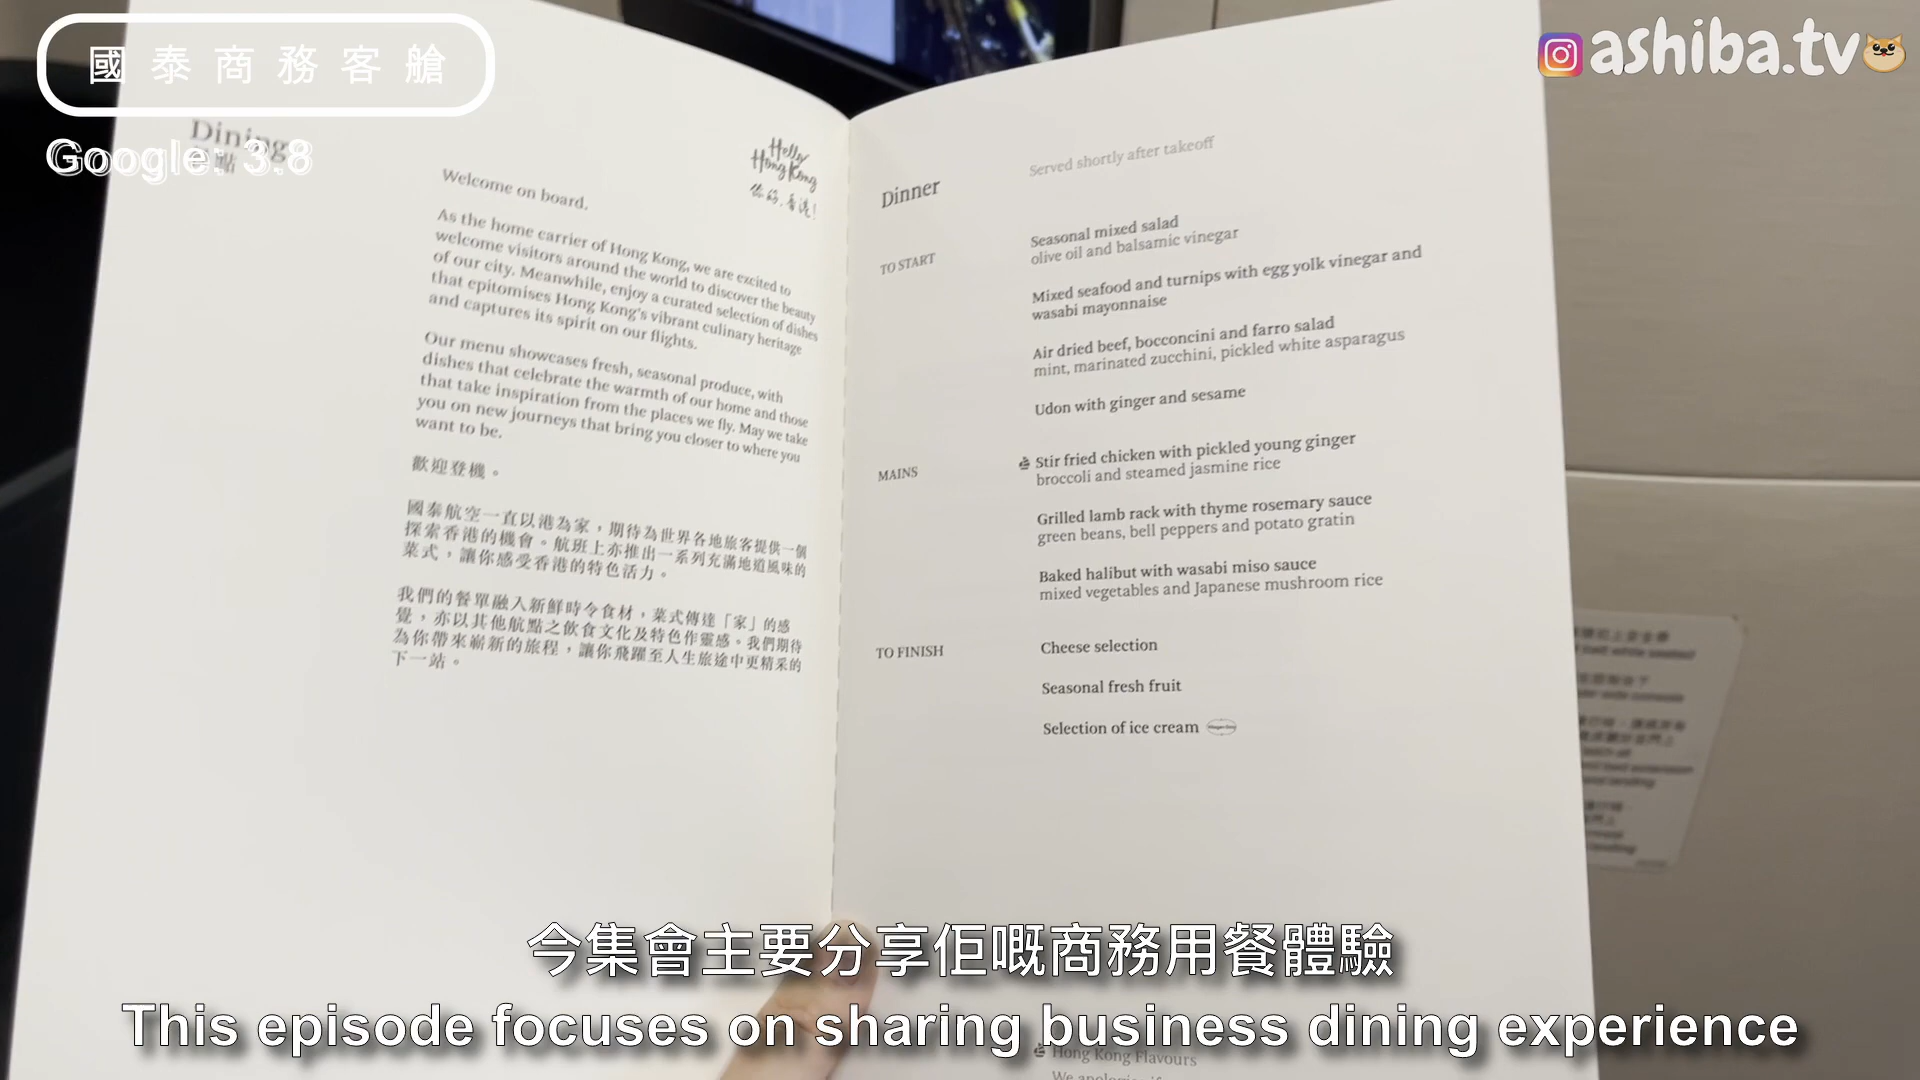 國泰商務客艙
Google: 3.8
ashiba.tv
Dining
Hello
Hong Kong
你好,香港!
Welcome on board.
As the home carrier of Hong Kong, we are excited to
welcome visitors around the world to discover the beauty
of our city. Meanwhile, enjoy a curated selection of dishes
that epitomises Hong Kong's vibrant culinary heritage
and captures its spirit on our flights.
Our menu showcases fresh, seasonal produce, with
dishes that celebrate the warmth of our home and those
that take inspiration from the places we fly. May we take
you on new journeys that bring you closer to where you
want to be.
歡迎登機。
國泰航空一直以港為家，期待為世界各地旅客提供一個
探索香港的機會。航班上亦推出一系列充滿地道風味的
菜式，讓你感受香港的特色活力。
我們的餐單融入新鮮時令食材，菜式傳達「家」的感
覺，亦以其他航點之飲食文化及特色作靈感。我們期待
為你帶來嶄新的旅程，讓你飛躍至人生旅途中更精采的
下一站。
Dinner
Served shortly after takeoff
TO START
Seasonal mixed salad
olive oil and balsamic vinegar
Mixed seafood and turnips with egg yolk vinegar and
wasabi mayonnaise
Air dried beef, bocconcini and farro salad
mint, marinated zucchini, pickled white asparagus
Udon with ginger and sesame
MAINS
Stir fried chicken with pickled young ginger
broccoli and steamed jasmine rice
Grilled lamb rack with thyme rosemary sauce
green beans, bell peppers and potato gratin
Baked halibut with wasabi miso sauce
mixed vegetables and Japanese mushroom rice
TO FINISH
Cheese selection
Seasonal fresh fruit
Selection of ice cream
Hong Kong Flavours
今集會主要分享佢嘅商務用餐體驗
This episode focuses on sharing business dining experience